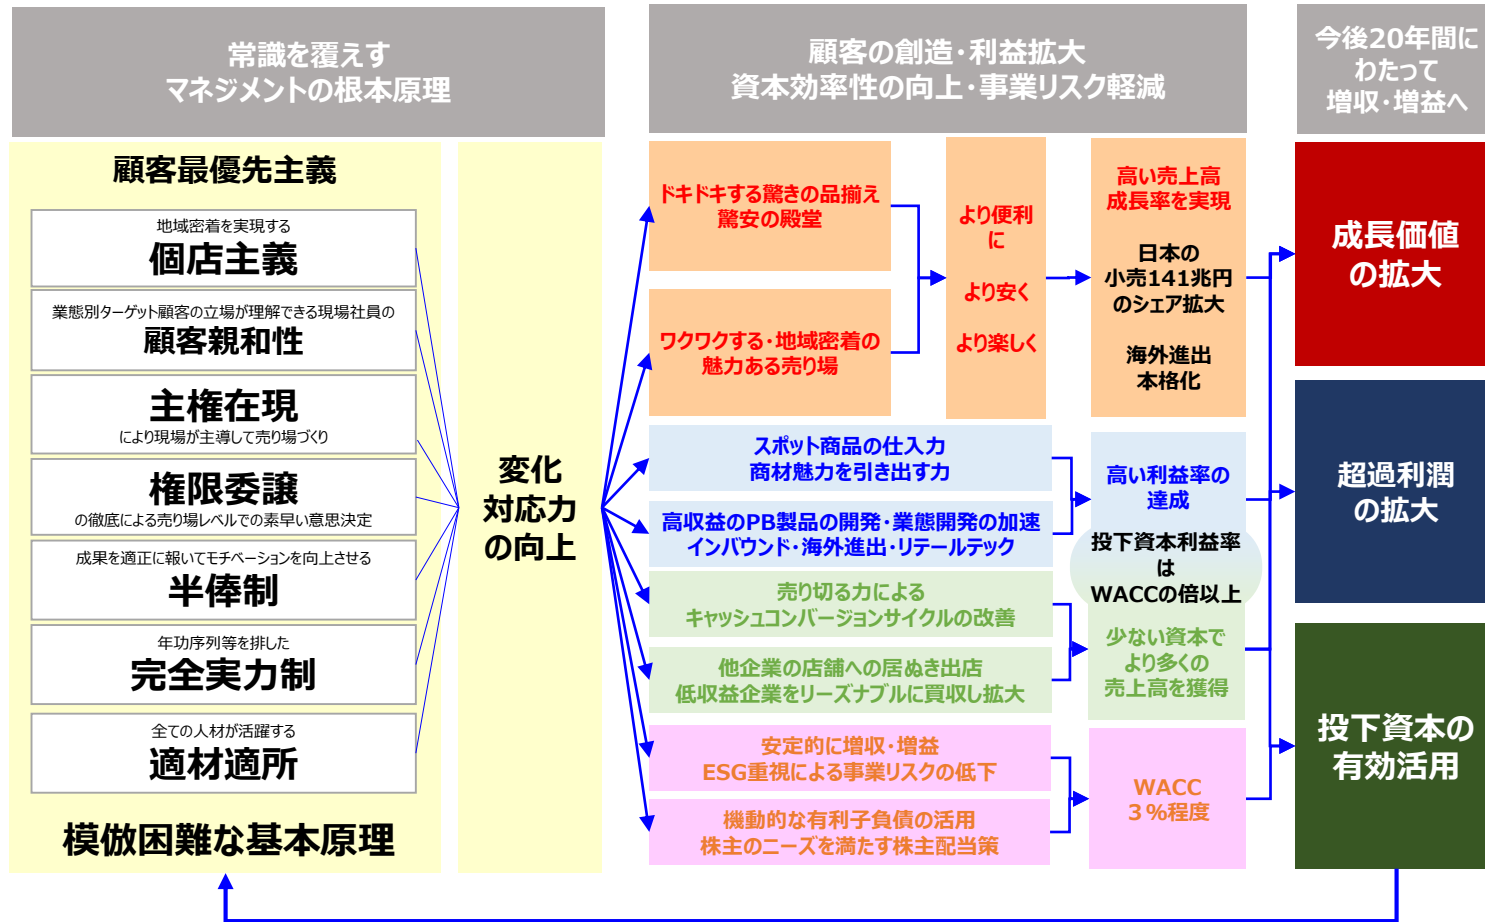 常識を覆えす
マネジメントの根本原理
顧客の創造・利益拡大
資本効率性の向上・事業リスク軽減
今後20年間に
わたって
増収・増益へ
顧客最優先主義
地域密着を実現する
個店主義
業態別ターゲット顧客の立場が理解できる現場社員の
顧客親和性
主権在現
により現場が主導して売り場づくり
権限委譲
の徹底による売り場レベルでの素早い意思決定
成果を適正に報いてモチベーションを向上させる
半俸制
年功序列等を排した
完全実力制
全ての人材が活躍する
適材適所
模倣困難な基本原理
変化
対応力
の向上
ドキドキする驚きの品揃え
驚安の殿堂
ワクワクする・地域密着の
魅力ある売り場
より便利
に
より安く
より楽しく
高い売上高
成長率を実現
日本の
小売141兆円
のシェア拡大
海外進出
本格化
スポット商品の仕入力
商材魅力を引き出す力
高収益のPB製品の開発・業態開発の加速
インバウンド・海外進出・リテールテック
高い利益率の
達成
投下資本利益率
は
WACCの倍以上
売り切る力による
キャッシュコンバージョンサイクルの改善
他企業の店舗への居ぬき出店
低収益企業をリーズナブルに買収し拡大
少ない資本で
より多くの
売上高を獲得
安定的に増収・増益
ESG重視による事業リスクの低下
機動的な有利子負債の活用
株主のニーズを満たす株主配当策
WACC
３％程度
成長価値
の拡大
超過利潤
の拡大
投下資本の
有効活用